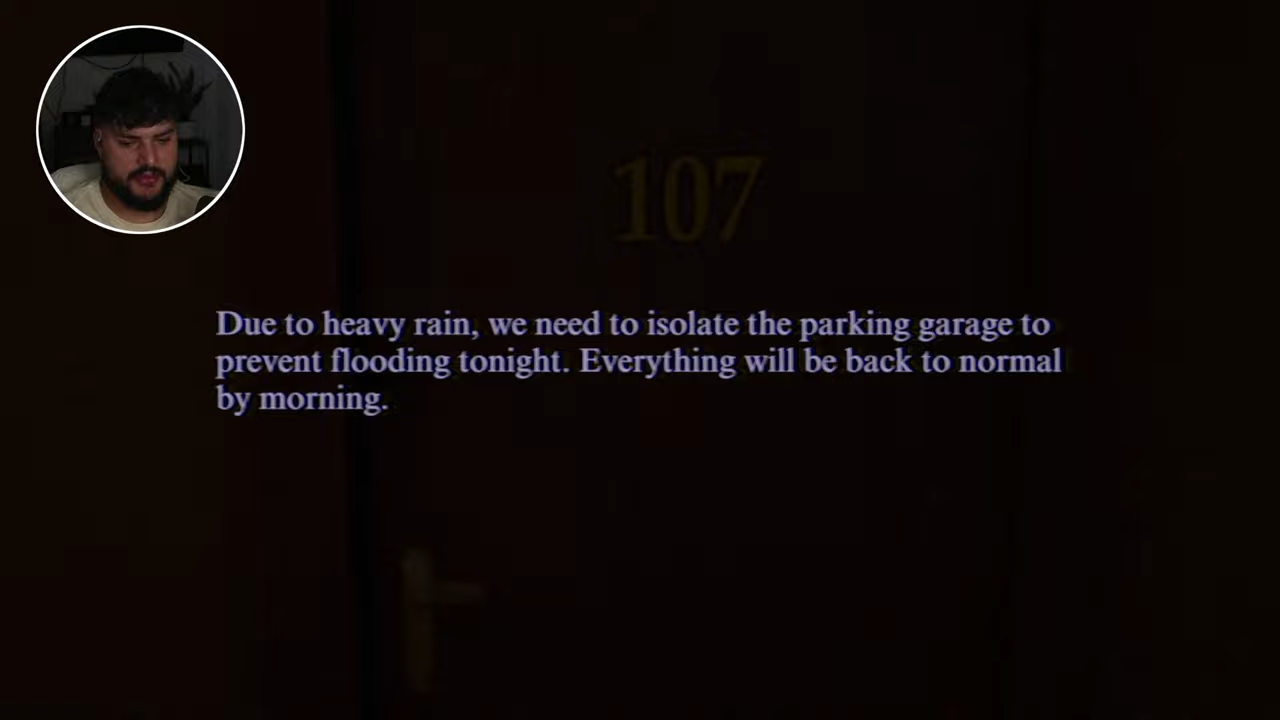 107
Due to heavy rain, we need to isolate the parking garage to
prevent flooding tonight. Everything will be back to normal
by morning.